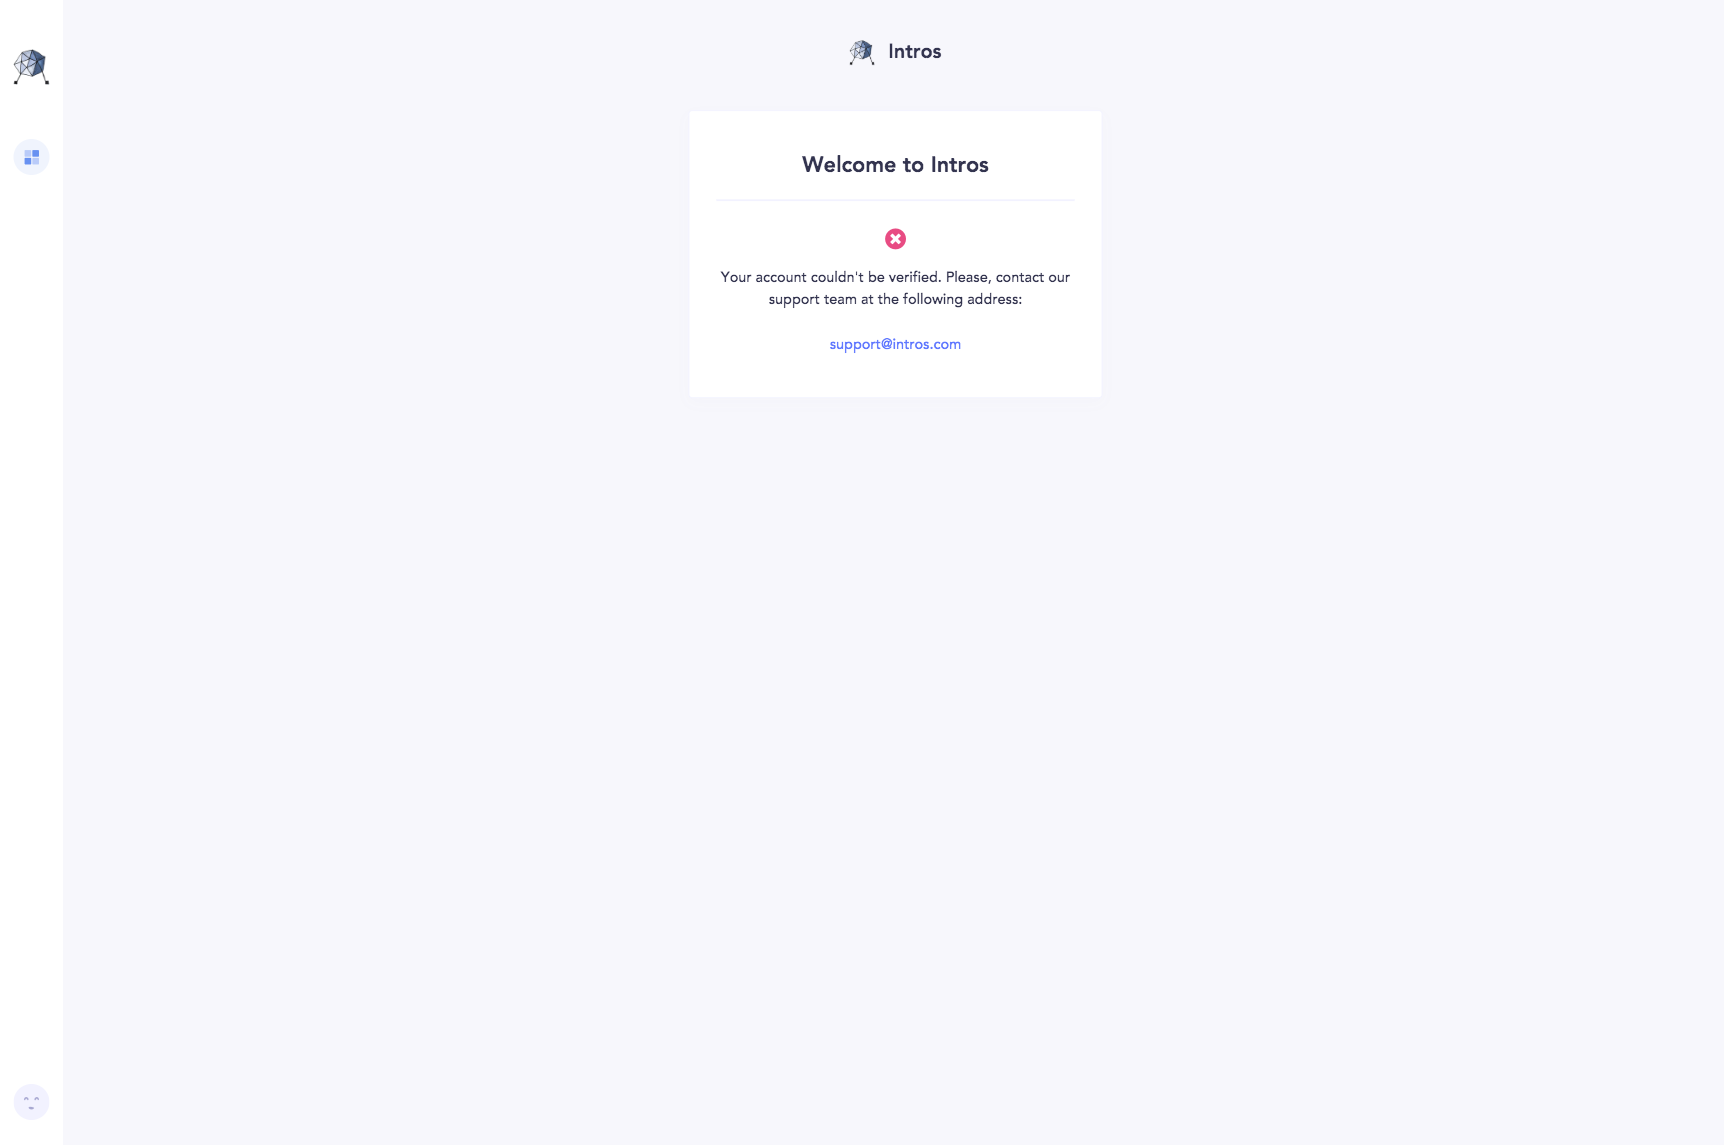 Intros
Welcome to Intros
Your account couldn't be verified. Please, contact our
support team at the following address:
support@intros.com